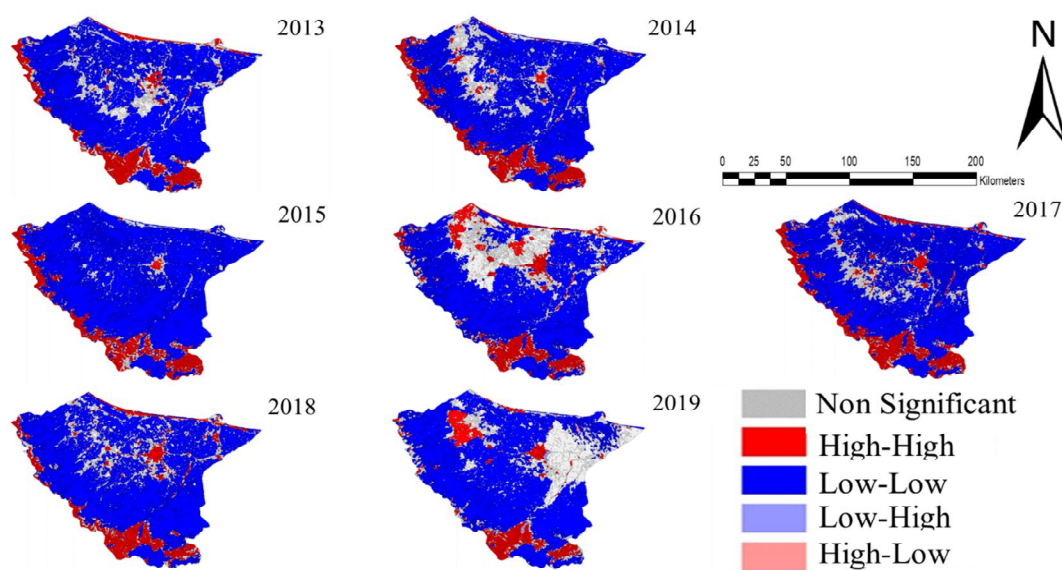 2013
2014
N
0 25 50 100 150 200
Kilometers
2015
2016
2017
2018
2019
Non Significant
High-High
Low-Low
Low-High
High-Low